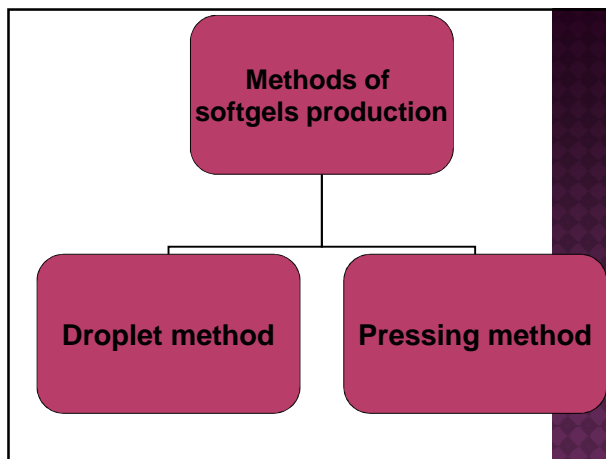 Methods of
softgels production
Droplet method
Pressing method